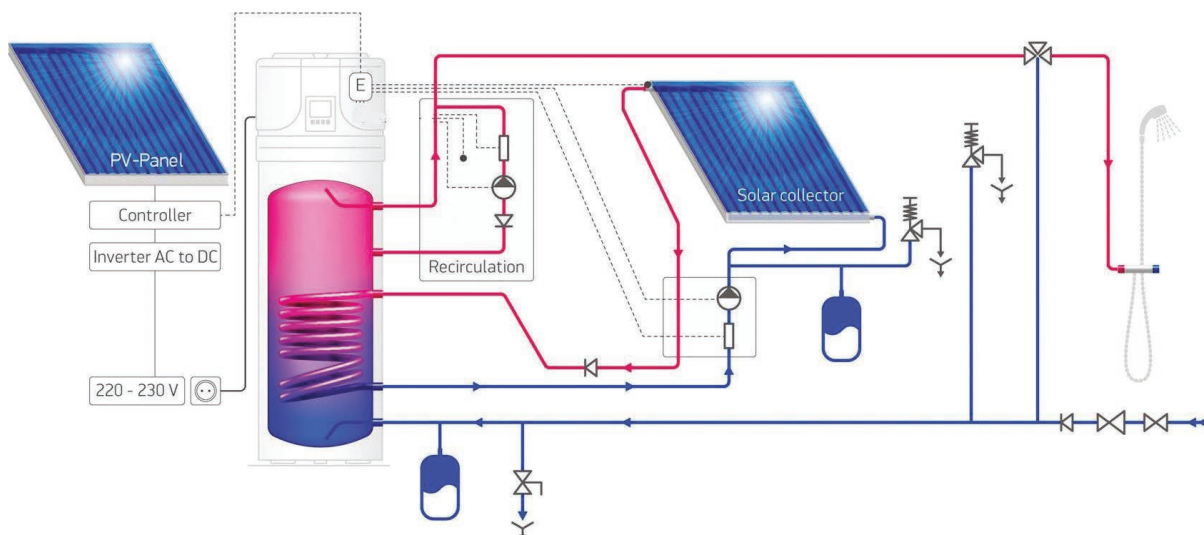 E
PV-Panel
Solar collector
Controller
Inverter AC to DC
Recirculation
220 - 230 V